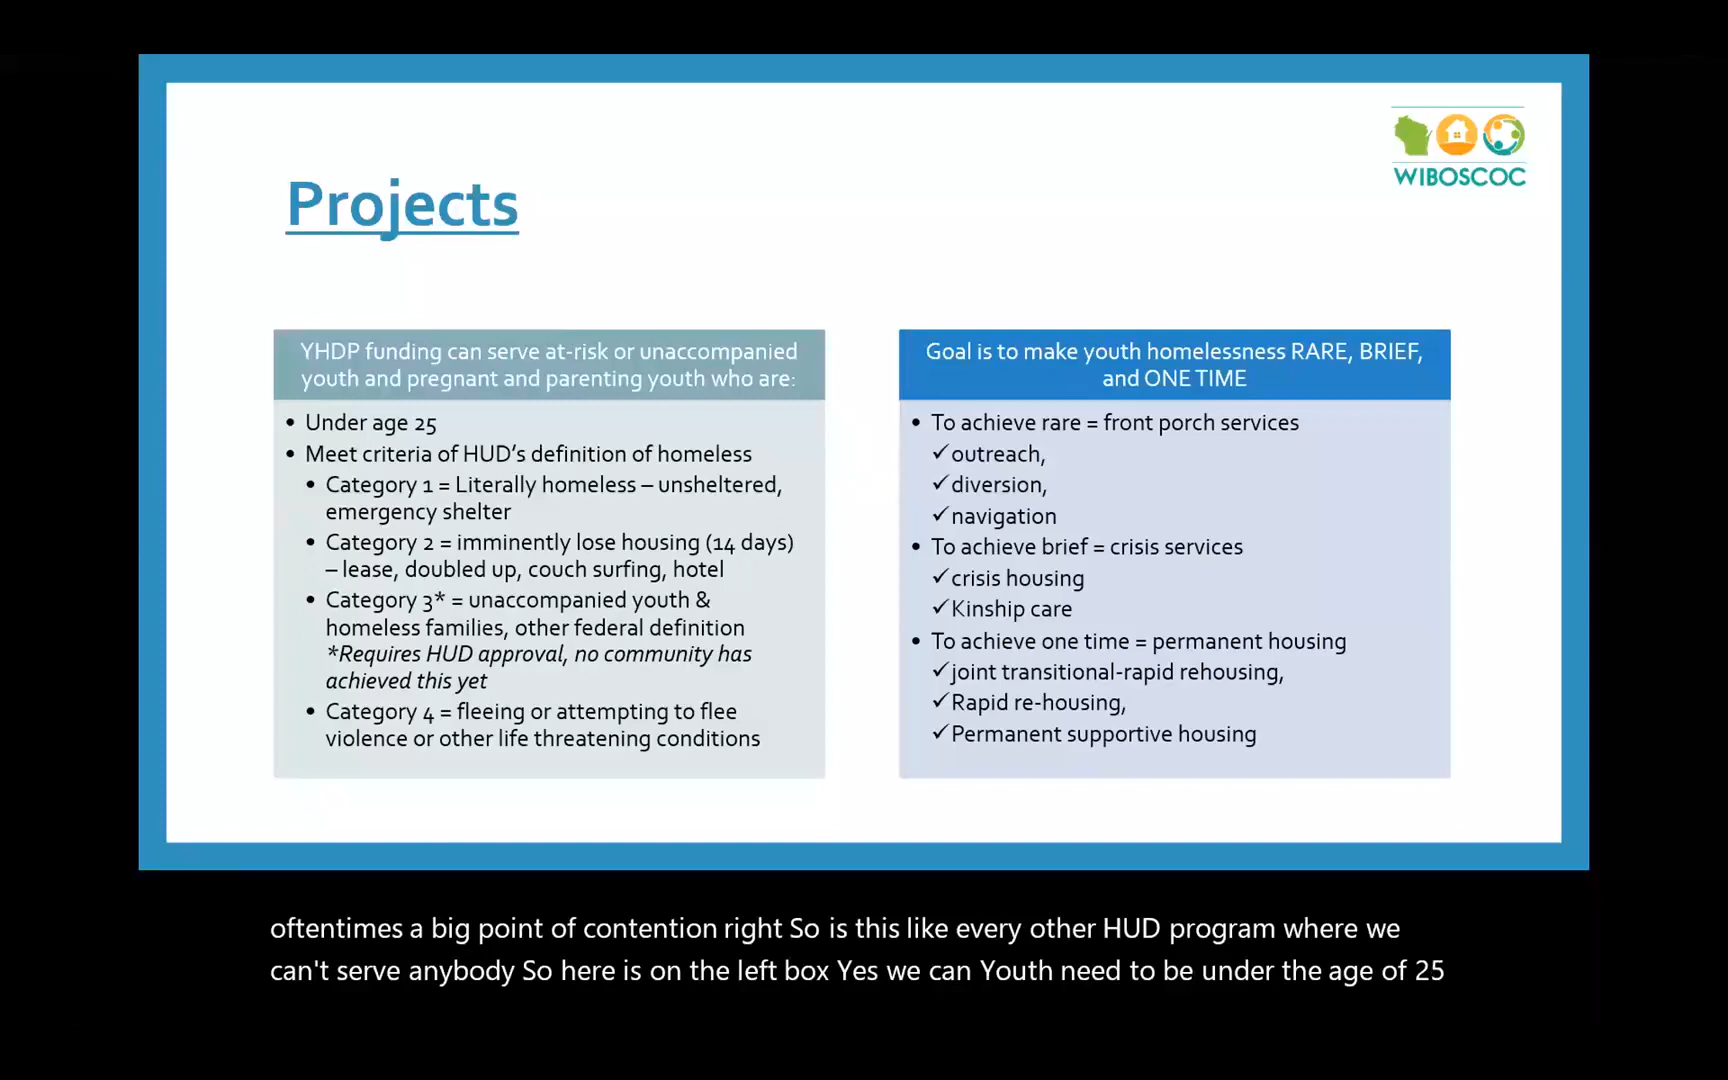 WIBOSCOC
Projects
YHDP funding can serve at-risk or unaccompanied
youth and pregnant and parenting youth who are:
• Under age 25
• Meet criteria of HUD's definition of homeless
• Category 1 = Literally homeless – unsheltered,
emergency shelter
• Category 2 = imminently lose housing (14 days)
– lease, doubled up, couch surfing, hotel
• Category 3* = unaccompanied youth &
homeless families, other federal definition
*Requires HUD approval, no community has
achieved this yet
• Category 4 = fleeing or attempting to flee
violence or other life threatening conditions
Goal is to make youth homelessness RARE, BRIEF,
and ONE TIME
• To achieve rare = front porch services
✓outreach,
✓diversion,
✓navigation
• To achieve brief = crisis services
✓crisis housing
✓Kinship care
• To achieve one time = permanent housing
✓joint transitional-rapid rehousing,
✓Rapid re-housing,
✓Permanent supportive housing
oftentimes a big point of contention right So is this like every other HUD program where we
can't serve anybody So here is on the left box Yes we can Youth need to be under the age of 25